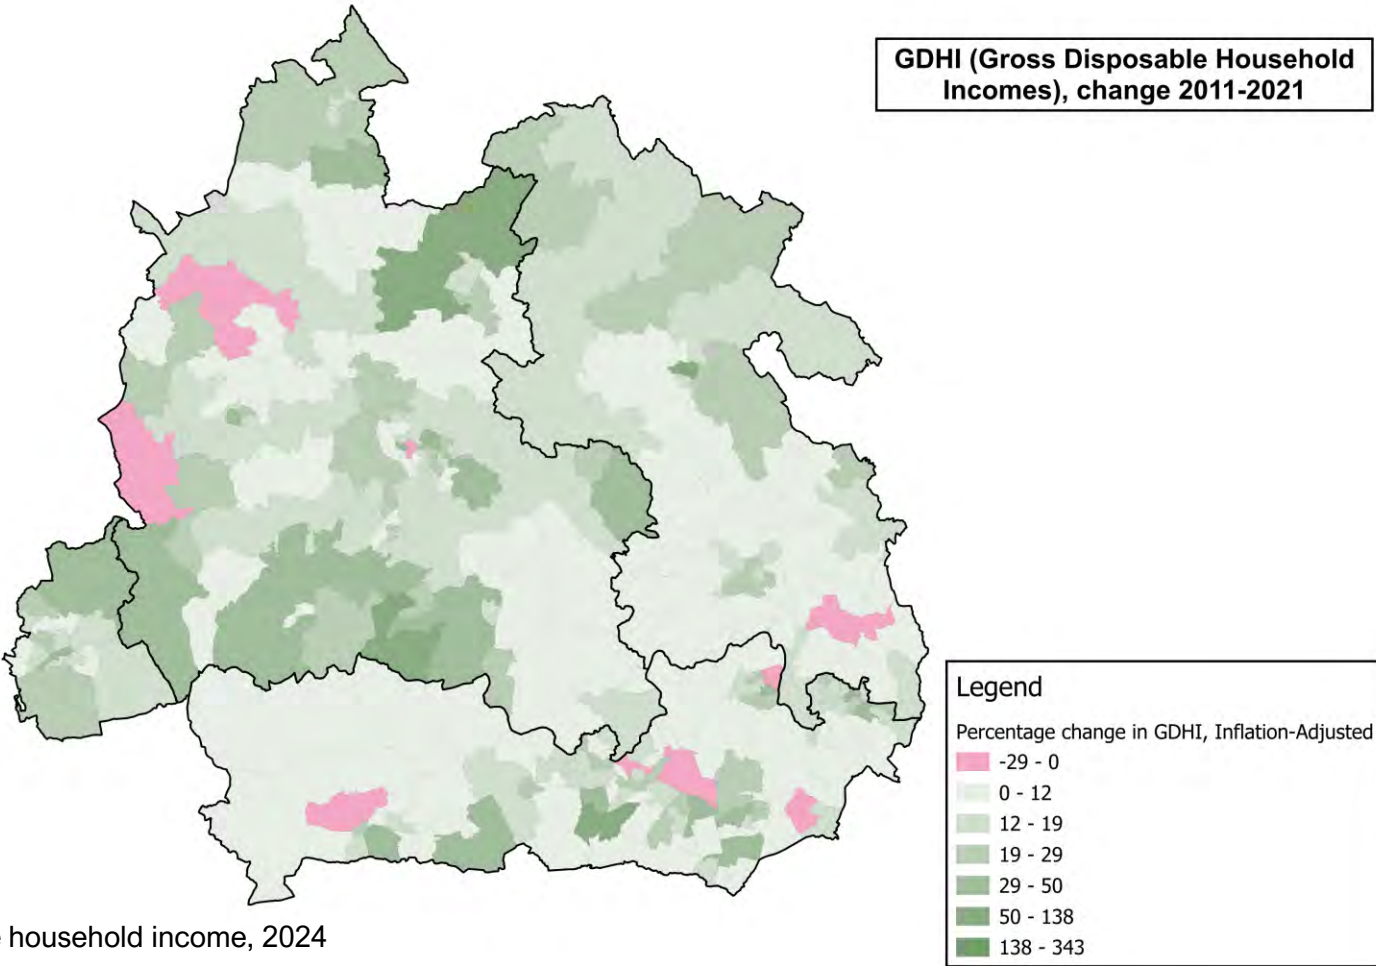 GDHI (Gross Disposable Household
Incomes), change 2011-2021
Legend
Percentage change in GDHI, Inflation-Adjusted
-29 - 0
0 - 12
12 - 19
19 - 29
29 - 50
50 - 138
138 - 343
household income, 2024